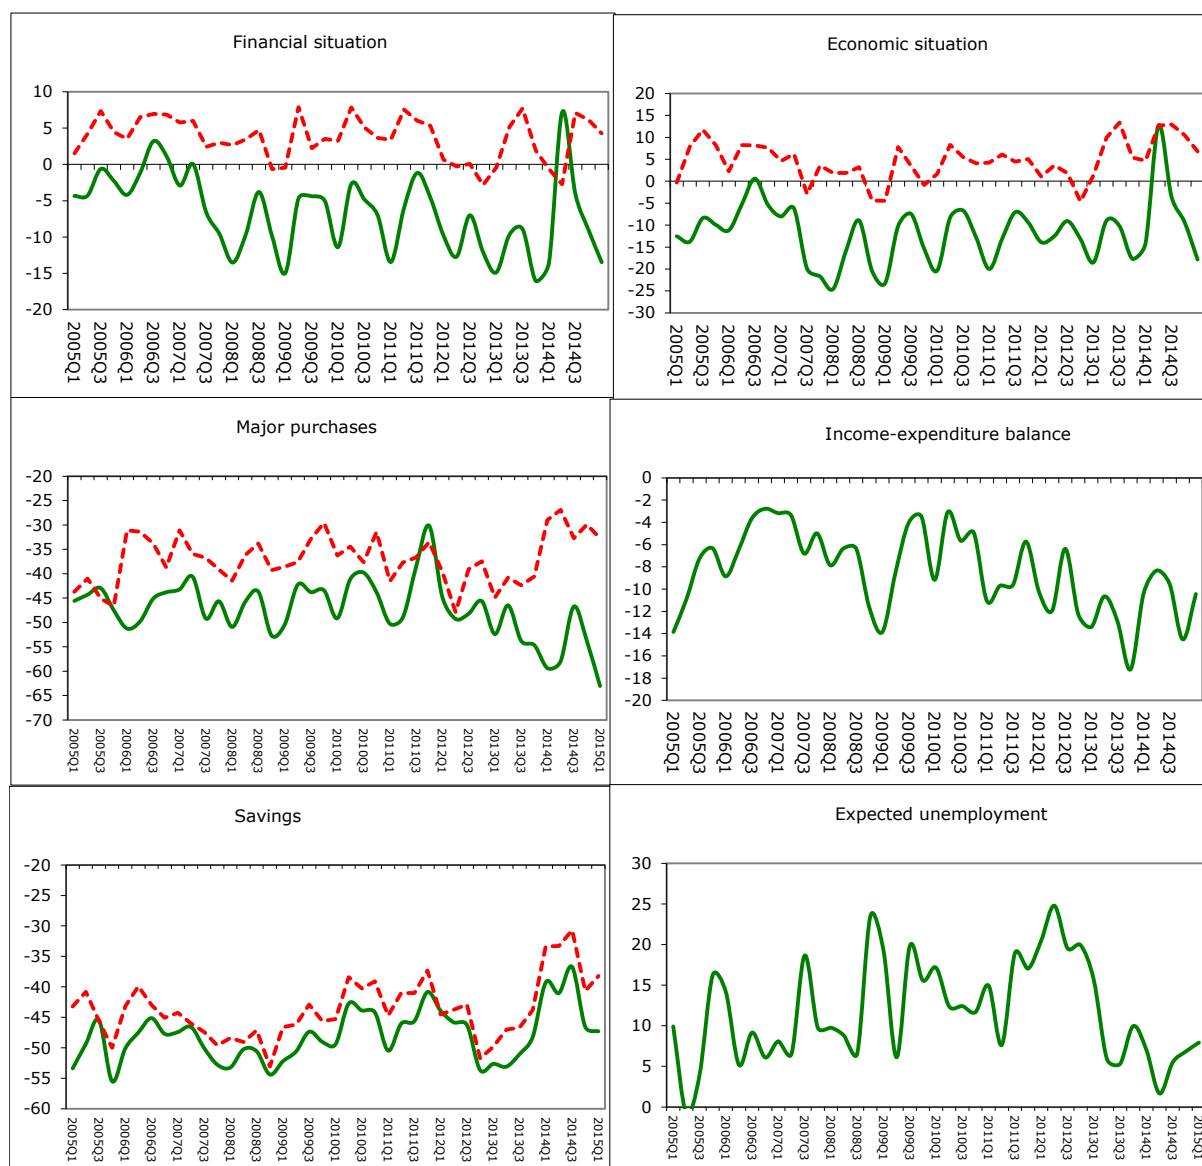 Financial situation
10
5
0
-5
-10
-15
-20
2005Q1
2005Q3
2006Q1
2006Q3
2007Q1
2007Q3
2008Q1
2008Q3
2009Q1
2009Q3
2010Q1
2010Q3
2011Q1
2011Q3
2012Q1
2012Q3
2013Q1
2013Q3
2014Q1
2014Q3
Economic situation
20
15
10
5
0
-5
-10
-15
-20
-25
-30
2005Q1
2005Q3
2006Q1
2006Q3
2007Q1
2007Q3
2008Q1
2008Q3
2009Q1
2009Q3
2010Q1
2010Q3
2011Q1
2011Q3
2012Q1
2012Q3
2013Q1
2013Q3
2014Q1
2014Q3
Major purchases
-20
-25
-30
-35
-40
-45
-50
-55
-60
-65
-70
2005Q1
2005Q3
2006Q1
2006Q3
2007Q1
2007Q3
2008Q1
2008Q3
2009Q1
2009Q3
2010Q1
2010Q3
2011Q1
2011Q3
2012Q1
2012Q3
2013Q1
2013Q3
2014Q1
2014Q3
2015Q1
Income-expenditure balance
0
-2
-4
-6
-8
-10
-12
-14
-16
-18
-20
2005Q1
2005Q3
2006Q1
2006Q3
2007Q1
2007Q3
2008Q1
2008Q3
2009Q1
2009Q3
2010Q1
2010Q3
2011Q1
2011Q3
2012Q1
2012Q3
2013Q1
2013Q3
2014Q1
2014Q3
Savings
-20
-25
-30
-35
-40
-45
-50
-55
-60
2005Q1
2005Q3
2006Q1
2006Q3
2007Q1
2007Q3
2008Q1
2008Q3
2009Q1
2009Q3
2010Q1
2010Q3
2011Q1
2011Q3
2012Q1
2012Q3
2013Q1
2013Q3
2014Q1
2014Q3
2015Q1
Expected unemployment
30
25
20
15
10
5
0
2005Q1
2005Q3
2006Q1
2006Q3
2007Q1
2007Q3
2008Q1
2008Q3
2009Q1
2009Q3
2010Q1
2010Q3
2011Q1
2011Q3
2012Q1
2012Q3
2013Q1
2013Q3
2014Q1
2014Q3
2015Q1